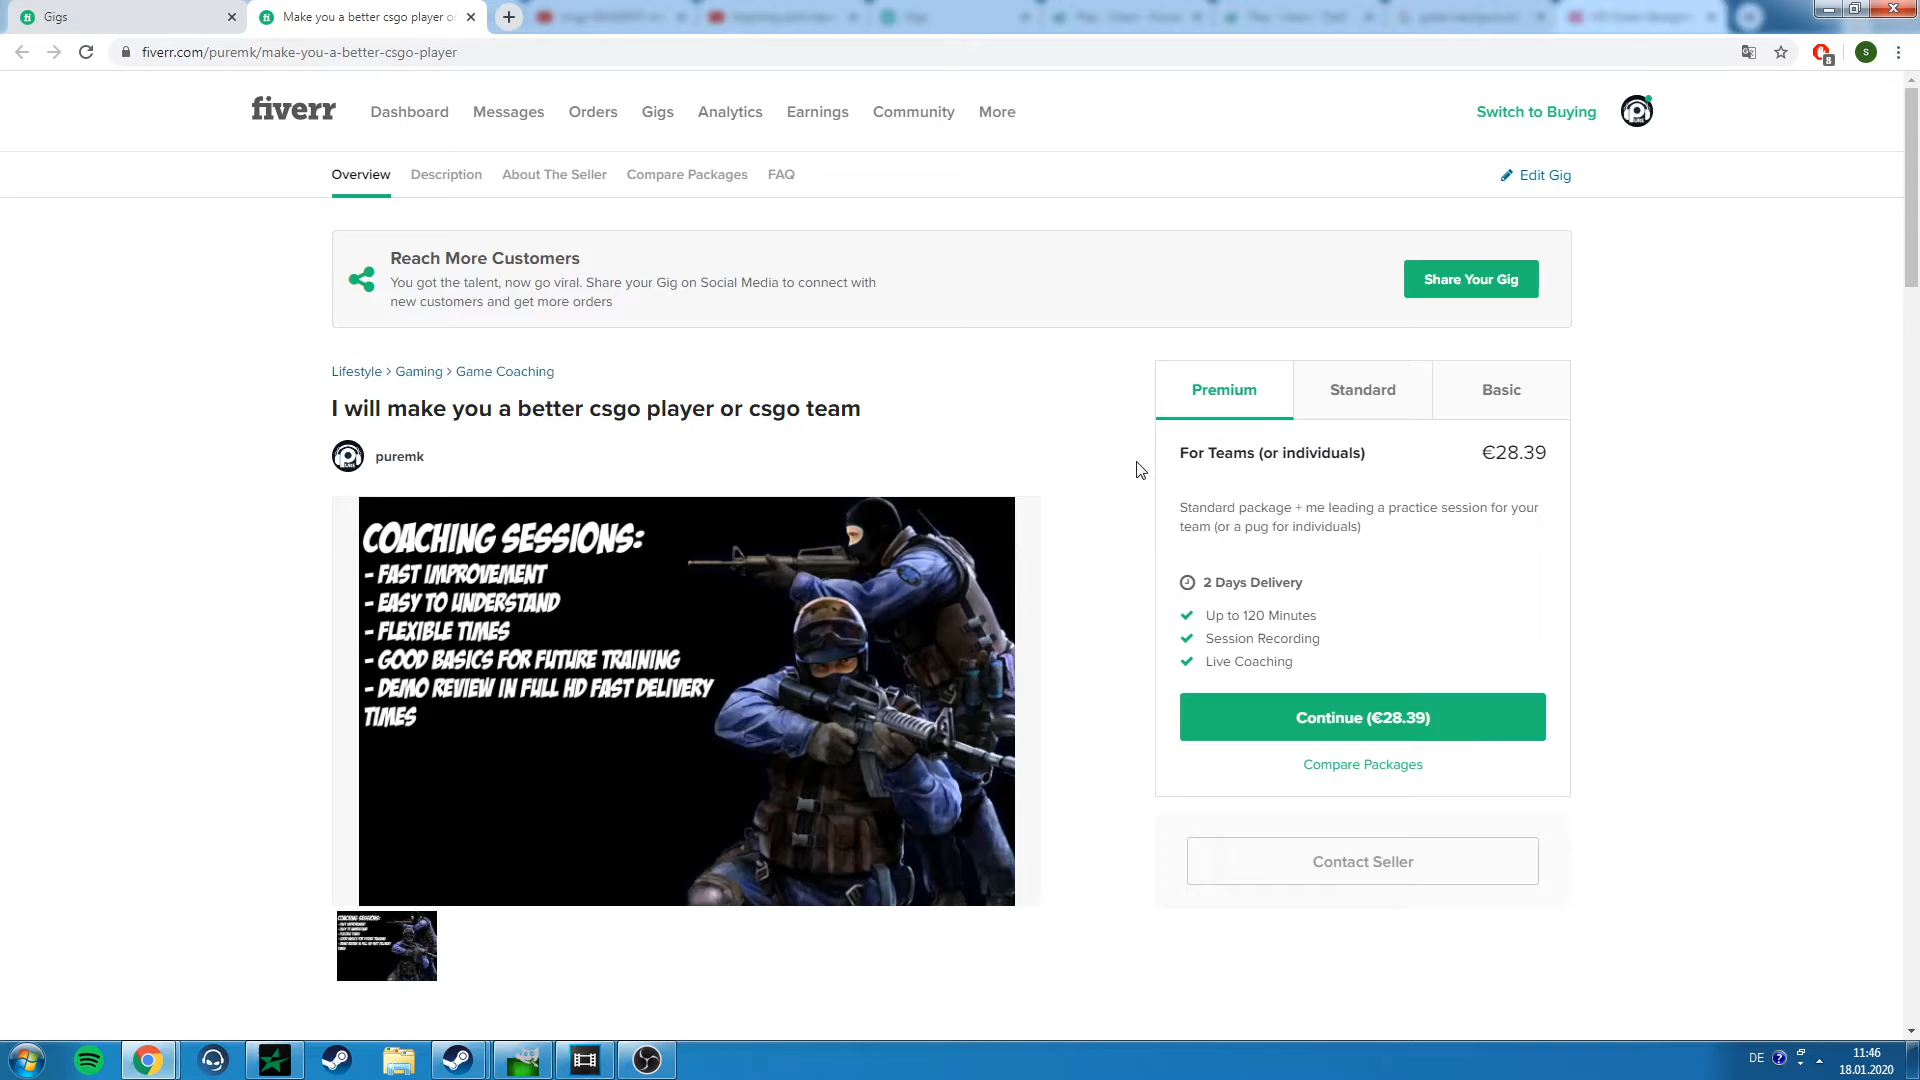 Gigs
Make you a better csgo player or
fiverr.com/puremk/make-you-a-better-csgo-player
8
S
fiverr
Dashboard
Messages
Orders
Gigs
Analytics
Earnings
Community
More
Switch to Buying
Overview
Description
About The Seller
Compare Packages
FAQ
Edit Gig
Reach More Customers
You got the talent, now go viral. Share your Gig on Social Media to connect with
new customers and get more orders
Share Your Gig
Lifestyle > Gaming > Game Coaching
I will make you a better csgo player or csgo team
puremk
COACHING SESSIONS:
- FAST IMPROVEMENT
- EASY TO UNDERSTAND
- FLEXIBLE TIMES
- GOOD BASICS FOR FUTURE TRAINING
- DEMO REVIEW IN FULL HD FAST DELIVERY
TIMES
Premium
Standard
Basic
For Teams (or individuals)
€28.39
Standard package + me leading a practice session for your
team (or a pug for individuals)
2 Days Delivery
Up to 120 Minutes
Session Recording
Live Coaching
Continue (€28.39)
Compare Packages
Contact Seller
DE
11:46
18.01.2020